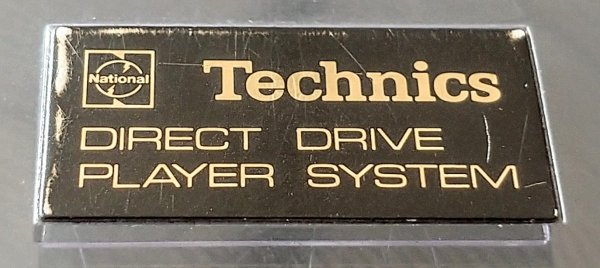 National Technics
DIRECT DRIVE
PLAYER SYSTEM